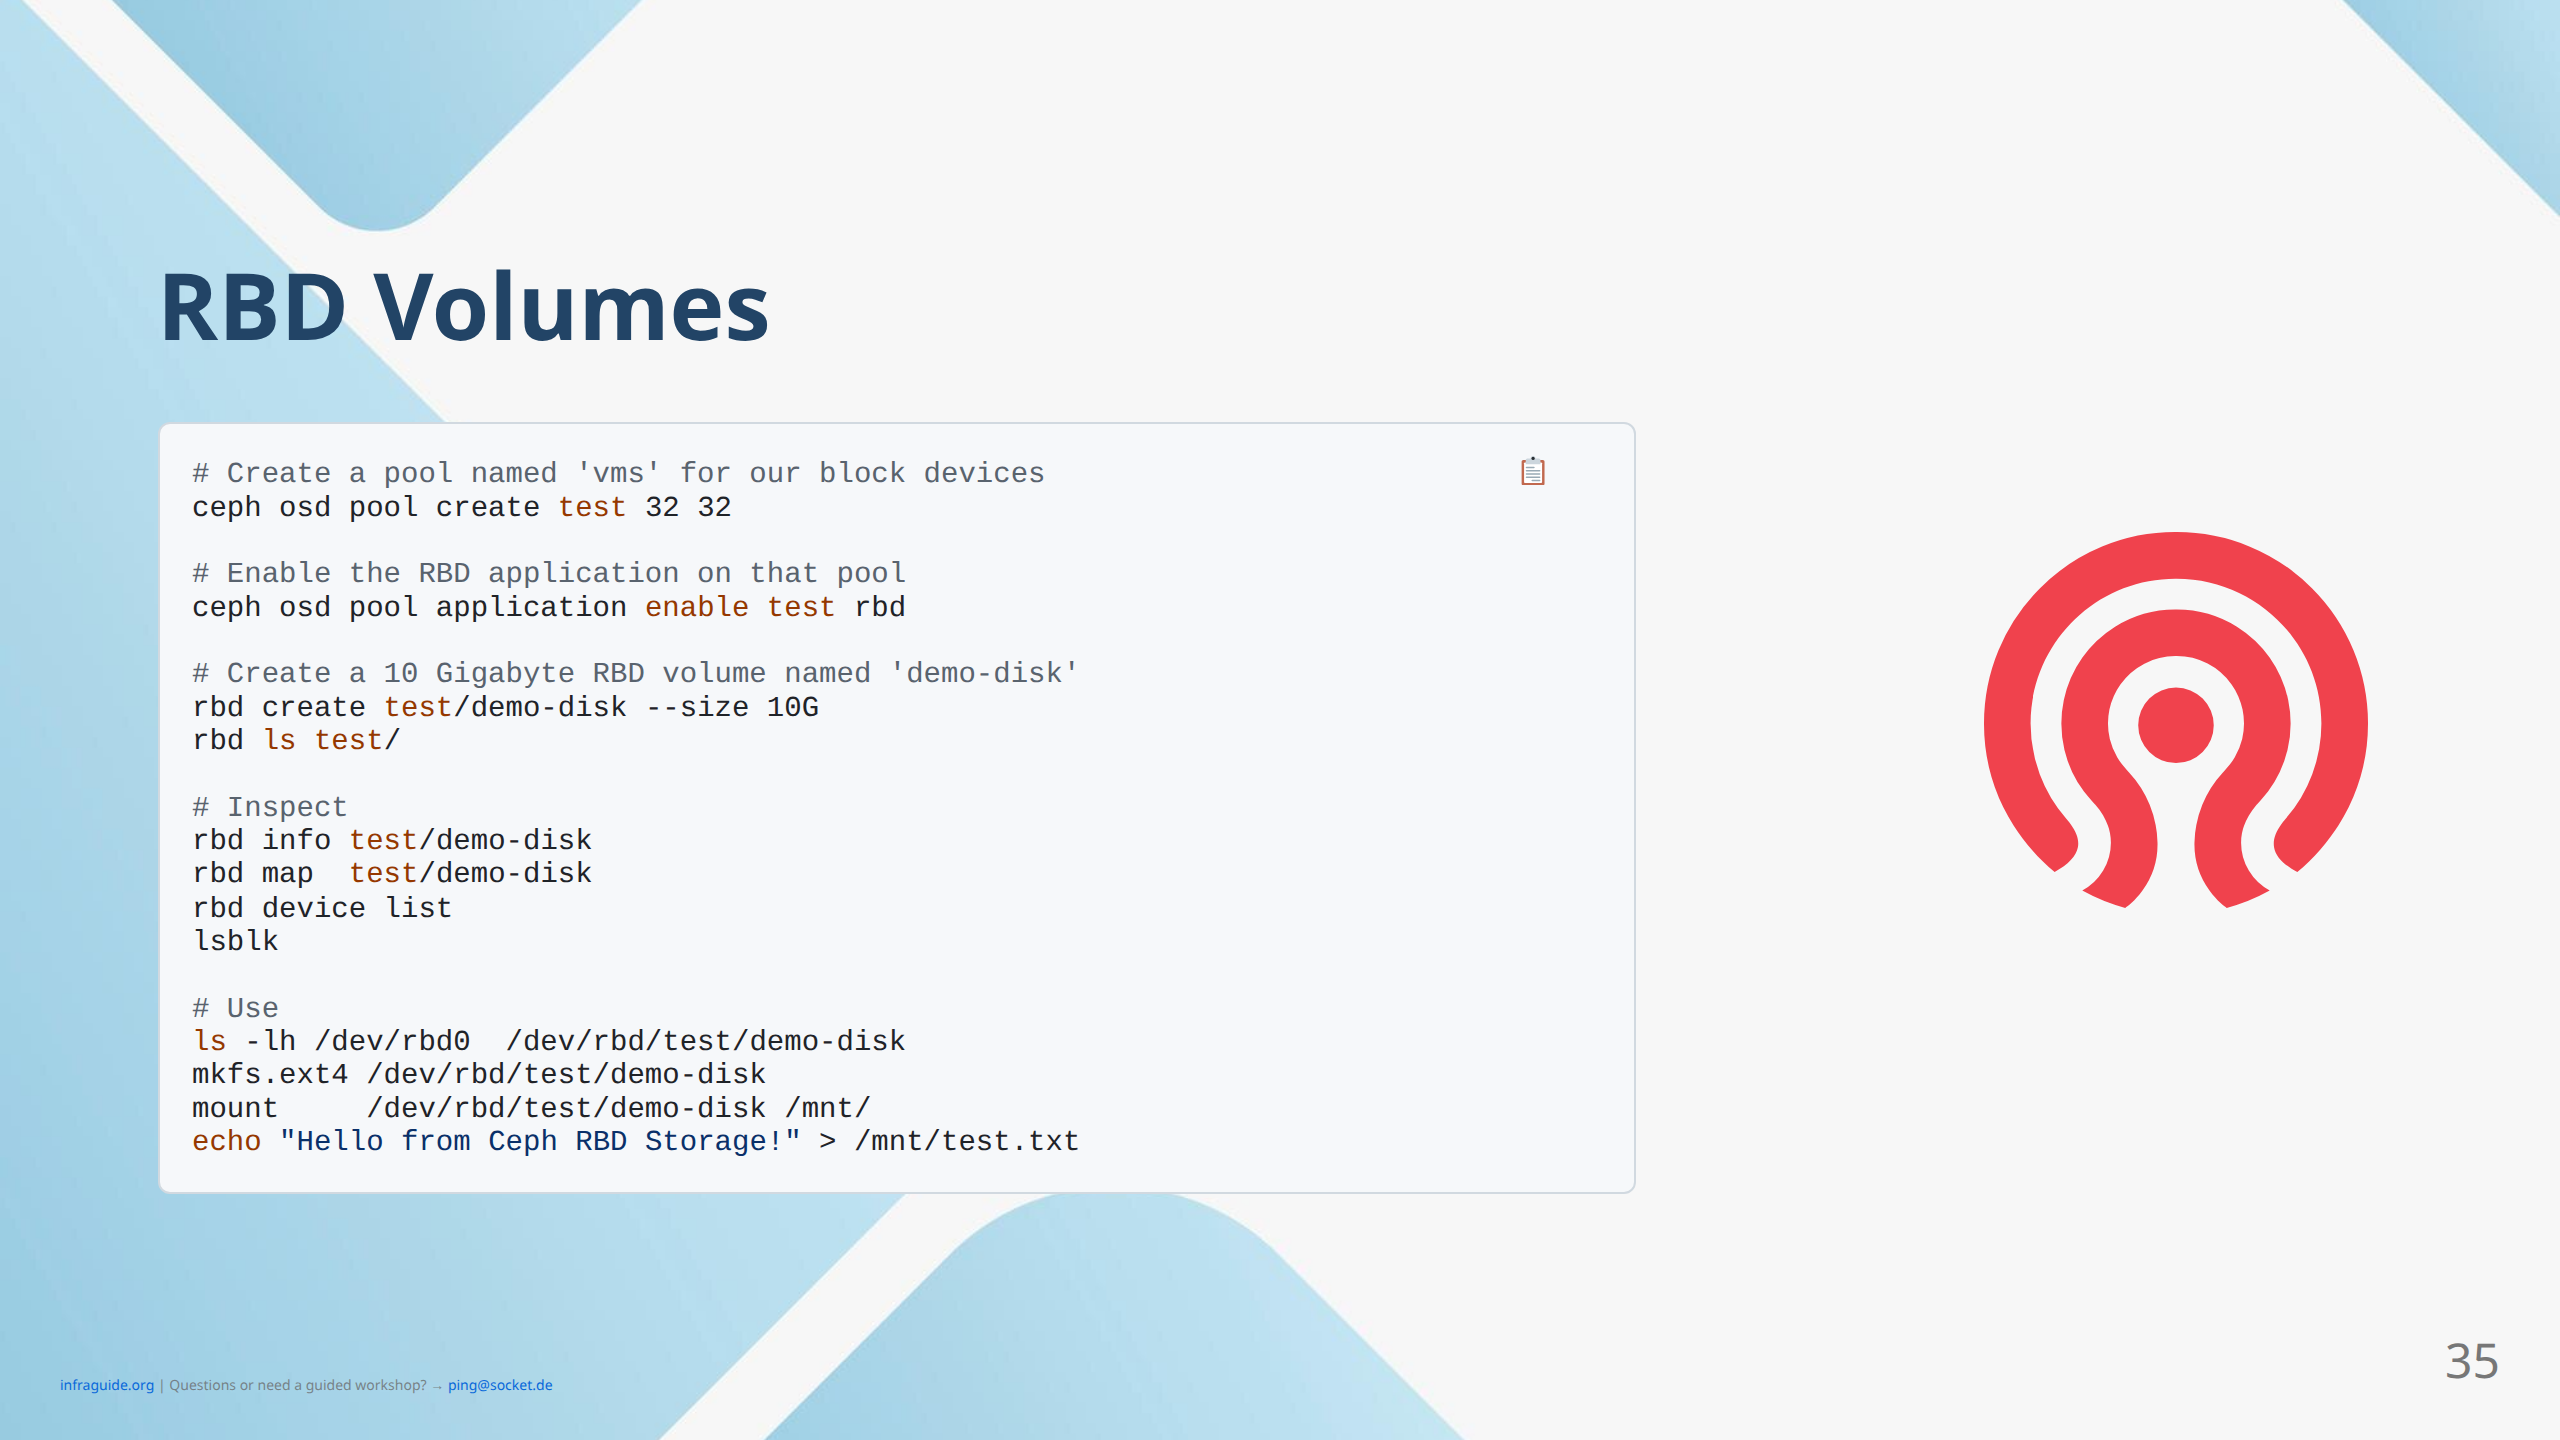 RBD Volumes
# Create a pool named 'vms' for our block devices
ceph osd pool create test 32 32
# Enable the RBD application on that pool
ceph osd pool application enable test rbd
# Create a 10 Gigabyte RBD volume named 'demo-disk'
rbd create test/demo-disk --size 10G
rbd ls test/
# Inspect
rbd info test/demo-disk
rbd map  test/demo-disk
rbd device list
lsblk
# Use
ls -lh /dev/rbd0  /dev/rbd/test/demo-disk
mkfs.ext4 /dev/rbd/test/demo-disk
mount     /dev/rbd/test/demo-disk /mnt/
echo "Hello from Ceph RBD Storage!" > /mnt/test.txt
infraguide.org | Questions or need a guided workshop? → ping@socket.de
35